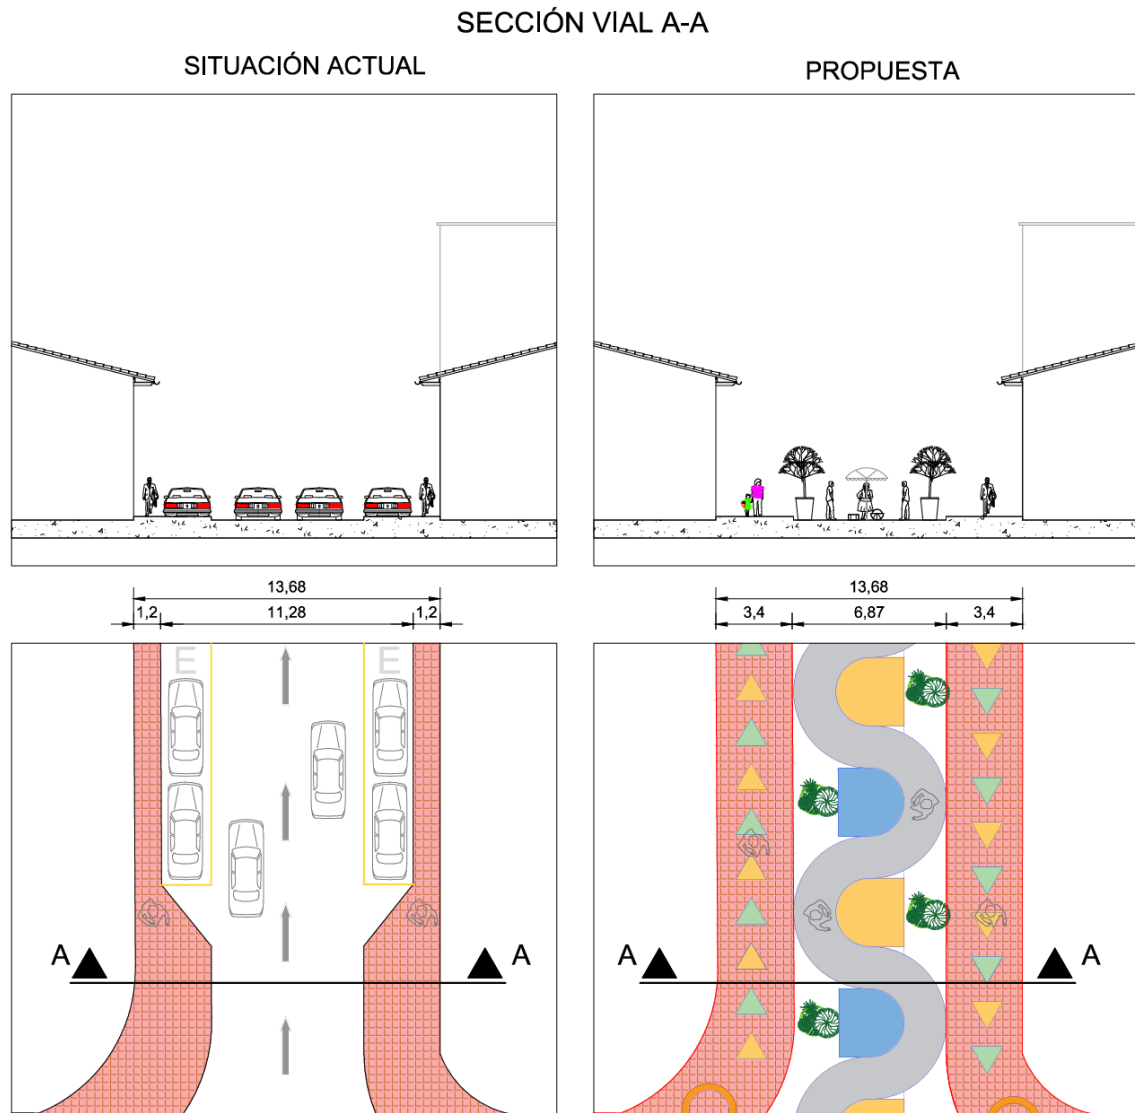 SECCIÓN VIAL A-A
SITUACIÓN ACTUAL
PROPUESTA
13,68
1,2 11,28 1,2
13,68
3,4 6,87 3,4
E E
A A
A A